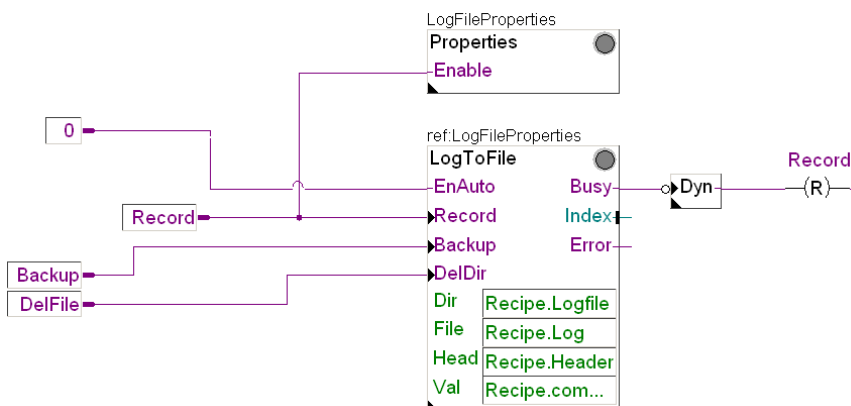 LogFileProperties
Properties
Enable
0
ref:LogFileProperties
LogToFile
EnAuto Busy Dyn Record
(R)
Record Record Index
Backup Backup Error
DelFile DelDir
Dir Recipe.Logfile
File Recipe.Log
Head Recipe.Header
Val Recipe.com...